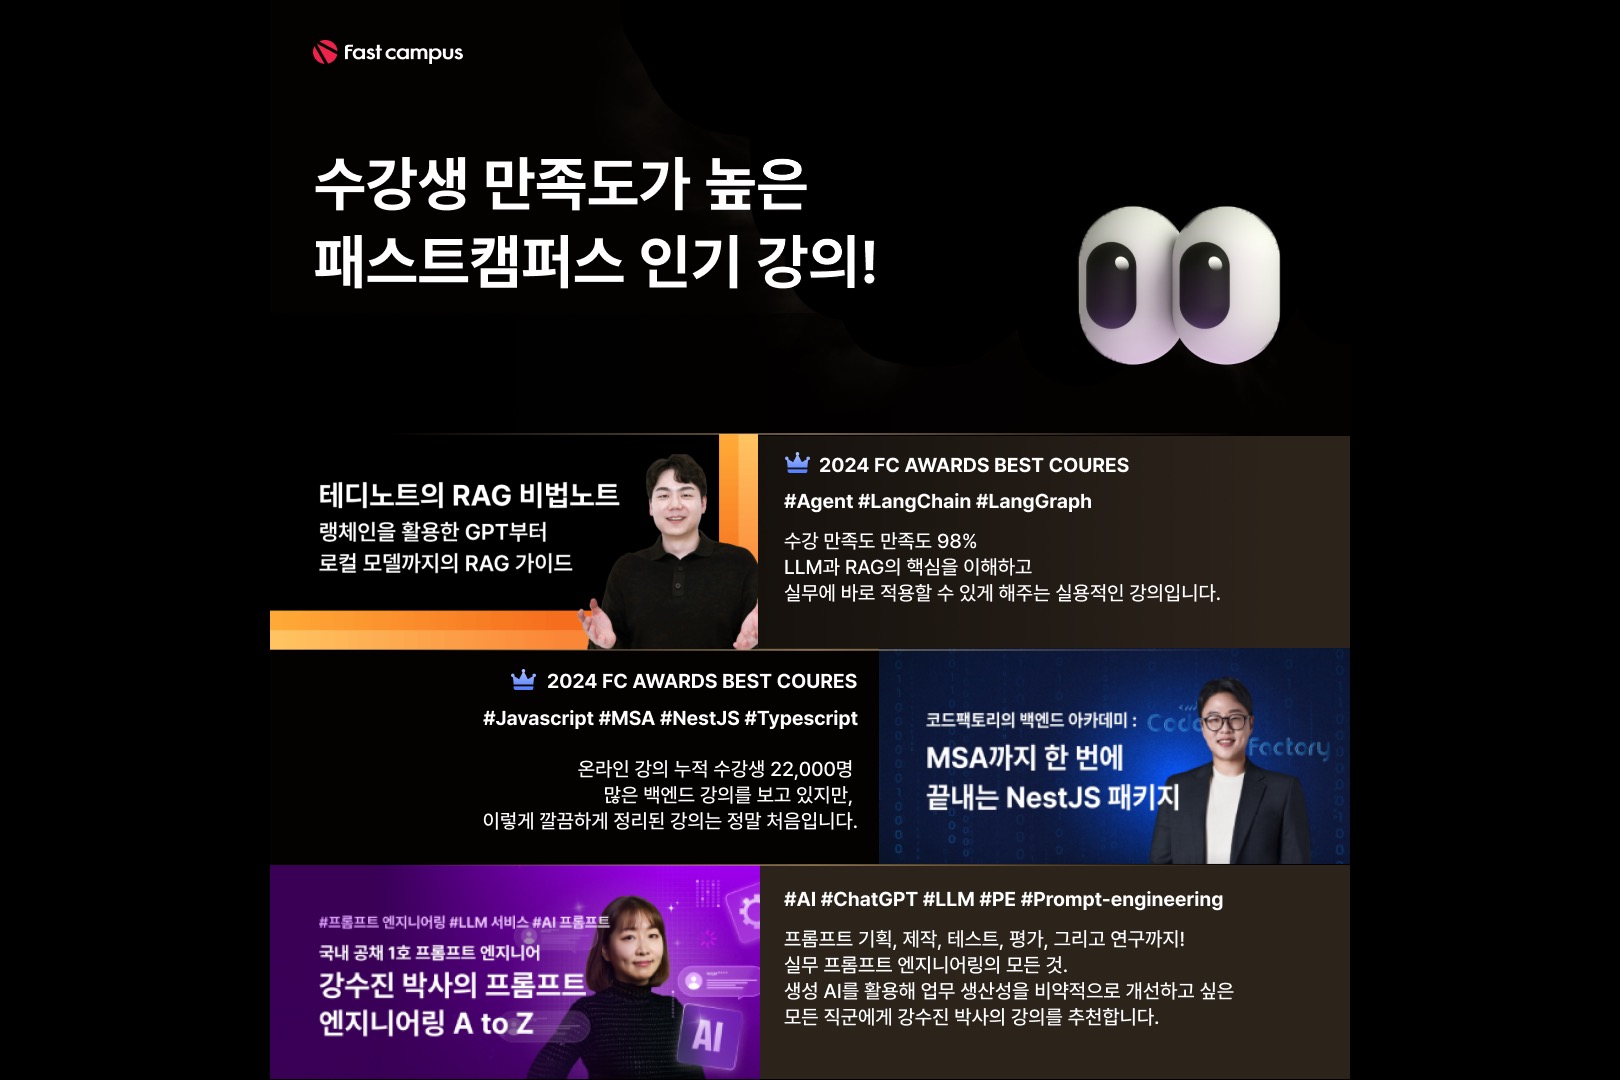 fast campus
수강생 만족도가 높은
패스트캠퍼스 인기 강의!
테디노트의 RAG 비법노트
랭체인을 활용한 GPT부터
로컬 모델까지의 RAG 가이드
2024 FC AWARDS BEST COURES
#Agent #LangChain #LangGraph
수강 만족도 만족도 98%
LLM과 RAG의 핵심을 이해하고
실무에 바로 적용할 수 있게 해주는 실용적인 강의입니다.
2024 FC AWARDS BEST COURES
#Javascript #MSA #NestJS #Typescript
온라인 강의 누적 수강생 22,000명
많은 백엔드 강의를 보고 있지만,
이렇게 깔끔하게 정리된 강의는 정말 처음입니다.
코드팩토리의 백엔드 아카데미 :
MSA까지 한 번에
끝내는 NestJS 패키지
Code
Factory
#프롬프트 엔지니어링 #LLM 서비스 #AI 프롬프트
국내 공채 1호 프롬프트 엔지니어
강수진 박사의 프롬프트
엔지니어링 A to Z
AI
#AI #ChatGPT #LLM #PE #Prompt-engineering
프롬프트 기획, 제작, 테스트, 평가, 그리고 연구까지!
실무 프롬프트 엔지니어링의 모든 것.
생성 AI를 활용해 업무 생산성을 비약적으로 개선하고 싶은
모든 직군에게 강수진 박사의 강의를 추천합니다.